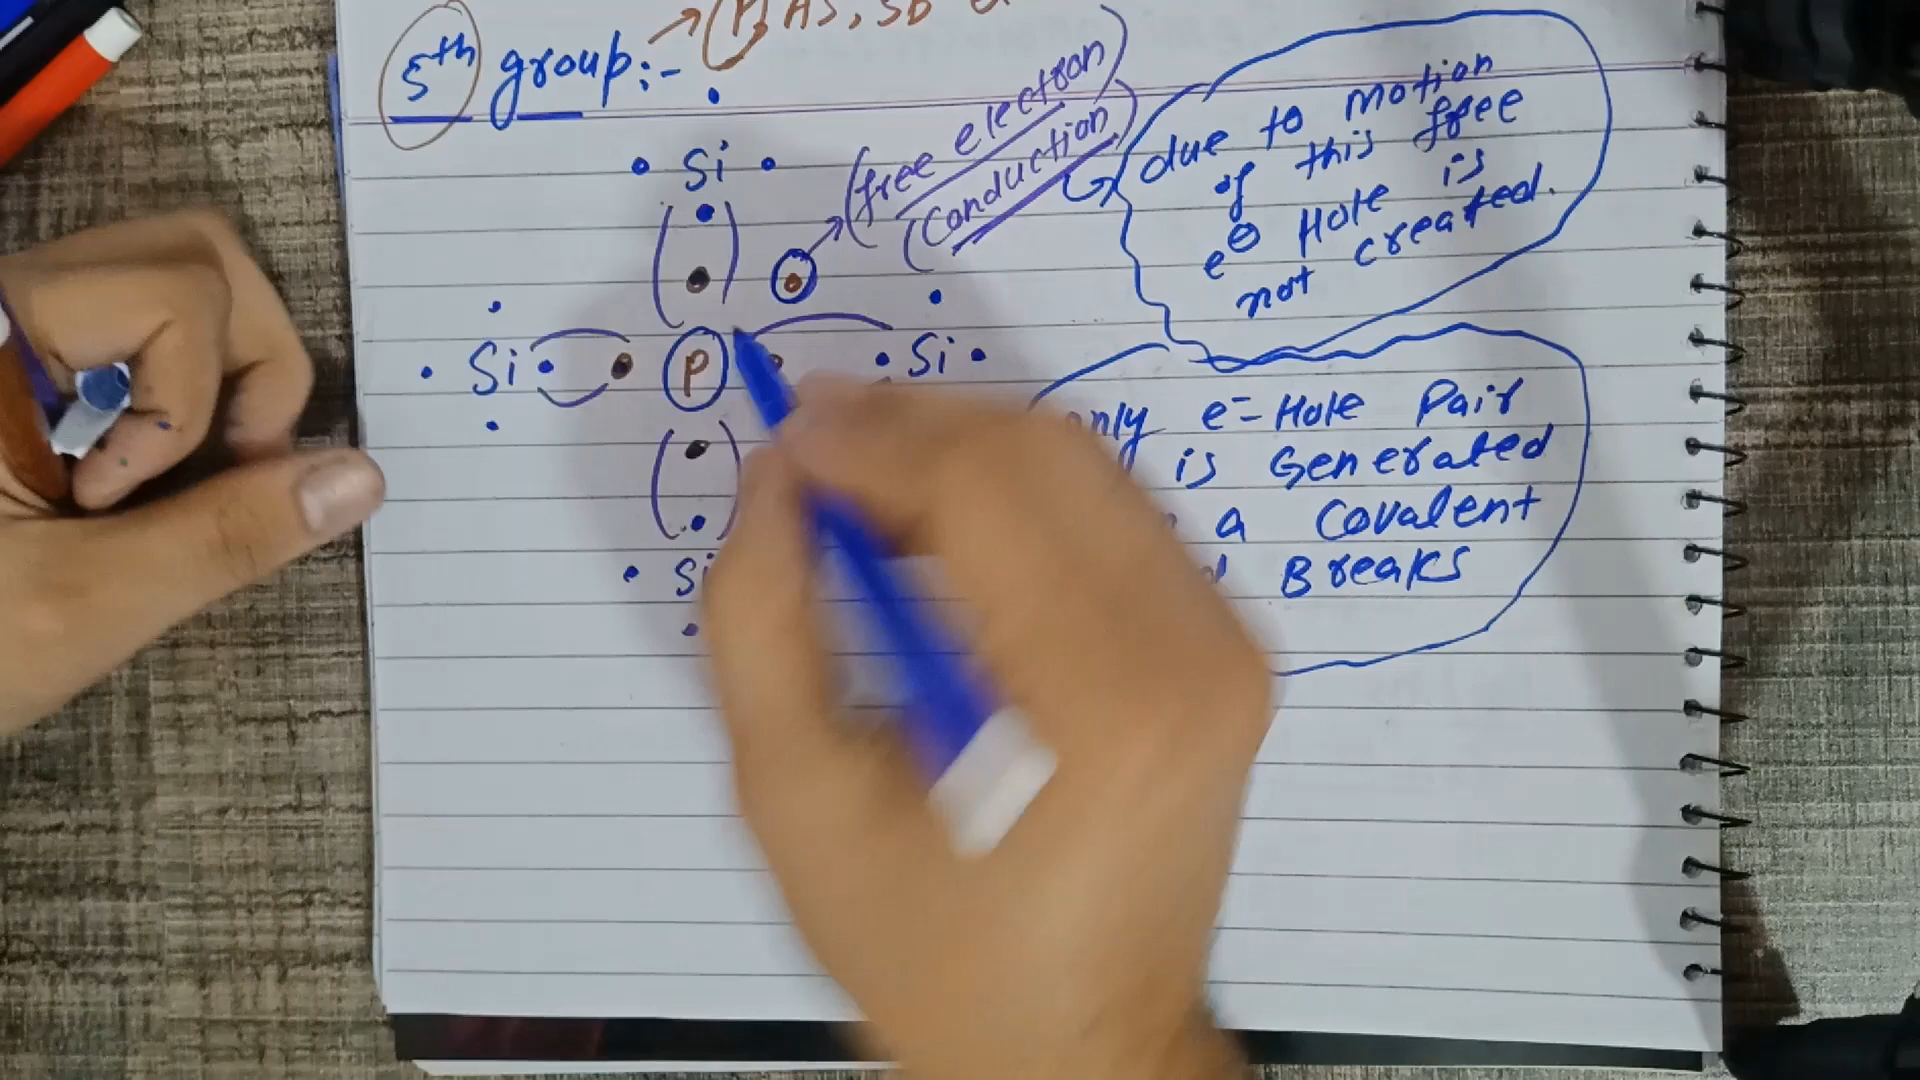 5th group:- → (P, AS, Sb
(free electron)
(conduction)
due to motion
of this free
e⊖ Hole is
not created.
Si
Si P Si
Si
only e⁻ Hole Pair
is Generated
a Covalent
Breaks